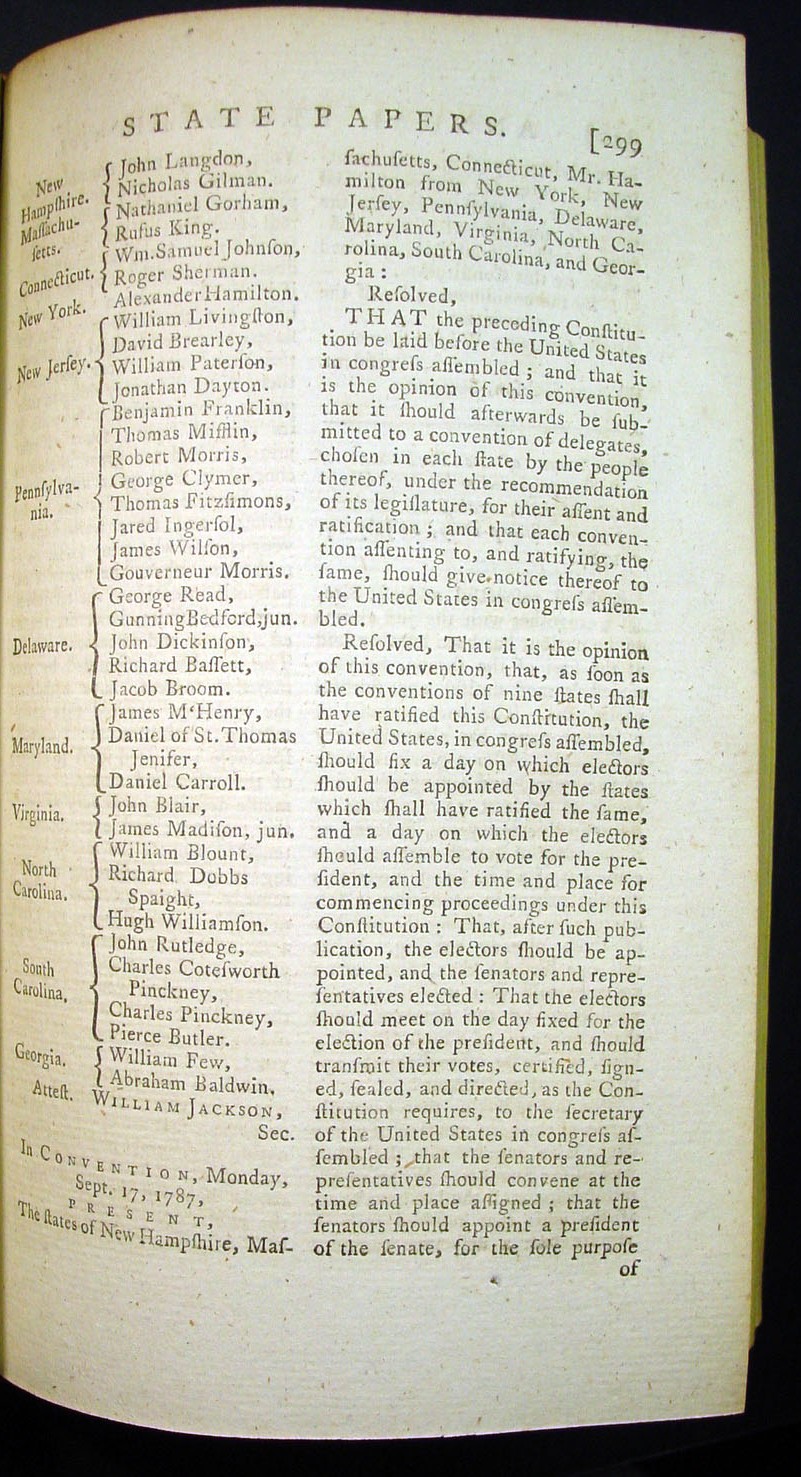 STATE PAPERS. [299
New Hampſhire. { John Langdon,
Nicholas Gilman.
Maſſachuſetts. { Nathaniel Gorham,
Rufus King.
Connecticut. { Wm.Samuel Johnſon,
Roger Sherman.
New York. Alexander Hamilton.
New Jerſey. { William Livingſton,
David Brearley,
William Paterſon,
Jonathan Dayton.
Pennſylvania. { Benjamin Franklin,
Thomas Mifflin,
Robert Morris,
George Clymer,
Thomas Fitzſimons,
Jared Ingerſol,
James Wilſon,
Gouverneur Morris.
Delaware. { George Read,
Gunning Bedford, jun.
John Dickinſon,
Richard Baſſett,
Jacob Broom.
Maryland. { James M‘Henry,
Daniel of St. Thomas
Jenifer,
Daniel Carroll.
Virginia. { John Blair,
James Madiſon, jun.
North Carolina. { William Blount,
Richard Dobbs
Spaight,
Hugh Williamſon.
South Carolina. { John Rutledge,
Charles Coteſworth
Pinckney,
Charles Pinckney,
Pierce Butler.
Georgia. { William Few,
Abraham Baldwin.
Atteſt. WILLIAM JACKSON,
Sec.
In CONVENTION, Monday,
Sept. 17, 1787,
PRESENT,
The ſtates of New Hampſhire, Maſ-
ſachuſetts, Connecticut, Mr. Ha-
milton from New York, New
Jerſey, Pennſylvania, Delaware,
Maryland, Virginia, North Ca-
rolina, South Carolina, and Geor-
gia :
Reſolved,
THAT the preceding Conſtitu-
tion be laid before the United States
in congreſs aſſembled ; and that it
is the opinion of this convention,
that it ſhould afterwards be ſub-
mitted to a convention of delegates,
choſen in each ſtate by the people
thereof, under the recommendation
of its legiſlature, for their aſſent and
ratification ; and that each conven-
tion aſſenting to, and ratifying, the
ſame, ſhould give notice thereof to
the United States in congreſs aſſem-
bled.
Reſolved, That it is the opinion
of this convention, that, as ſoon as
the conventions of nine ſtates ſhall
have ratified this Conſtitution, the
United States, in congreſs aſſembled,
ſhould fix a day on which electors
ſhould be appointed by the ſtates
which ſhall have ratified the ſame,
and a day on which the electors
ſhould aſſemble to vote for the pre-
ſident, and the time and place for
commencing proceedings under this
Conſtitution : That, after ſuch pub-
lication, the electors ſhould be ap-
pointed, and the ſenators and repre-
ſentatives elected : That the electors
ſhould meet on the day fixed for the
election of the preſident, and ſhould
tranſmit their votes, certified, ſign-
ed, ſealed, and directed, as the Con-
ſtitution requires, to the ſecretary
of the United States in congreſs aſ-
ſembled ; that the ſenators and re-
preſentatives ſhould convene at the
time and place aſſigned ; that the
ſenators ſhould appoint a preſident
of the ſenate, for the ſole purpoſe
of